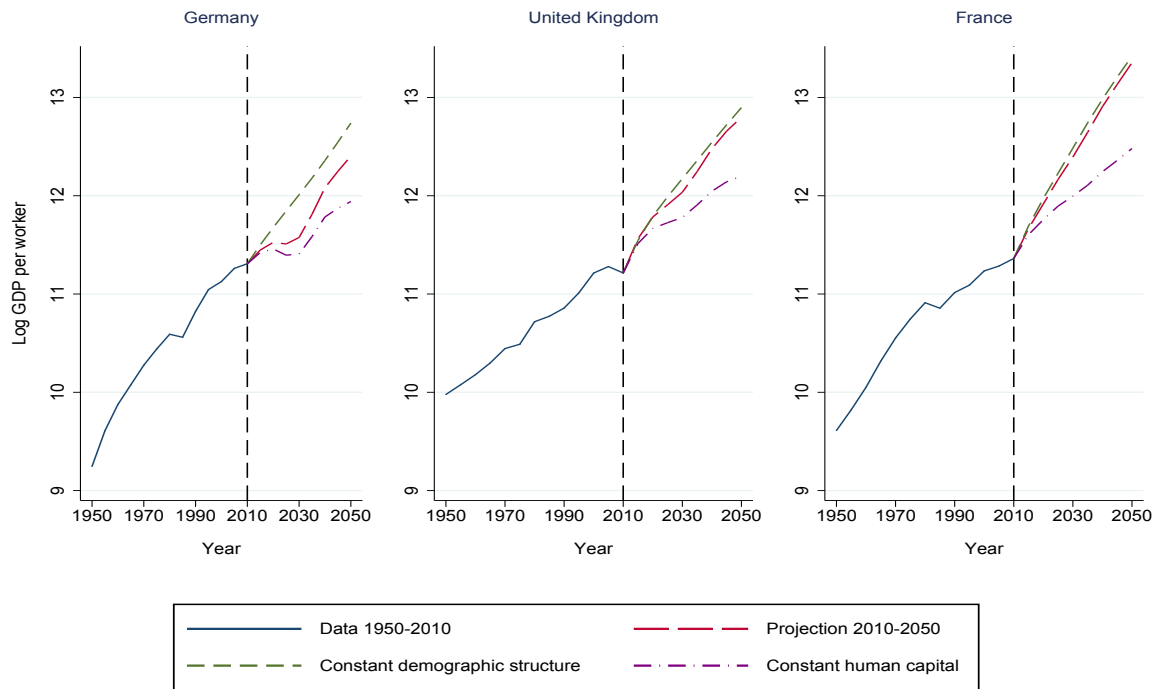 Germany
United Kingdom
France
Log GDP per worker
13
12
11
10
9
1950 1970 1990 2010 2030 2050
Year
13
12
11
10
9
1950 1970 1990 2010 2030 2050
Year
13
12
11
10
9
1950 1970 1990 2010 2030 2050
Year
Data 1950-2010
Projection 2010-2050
Constant demographic structure
Constant human capital